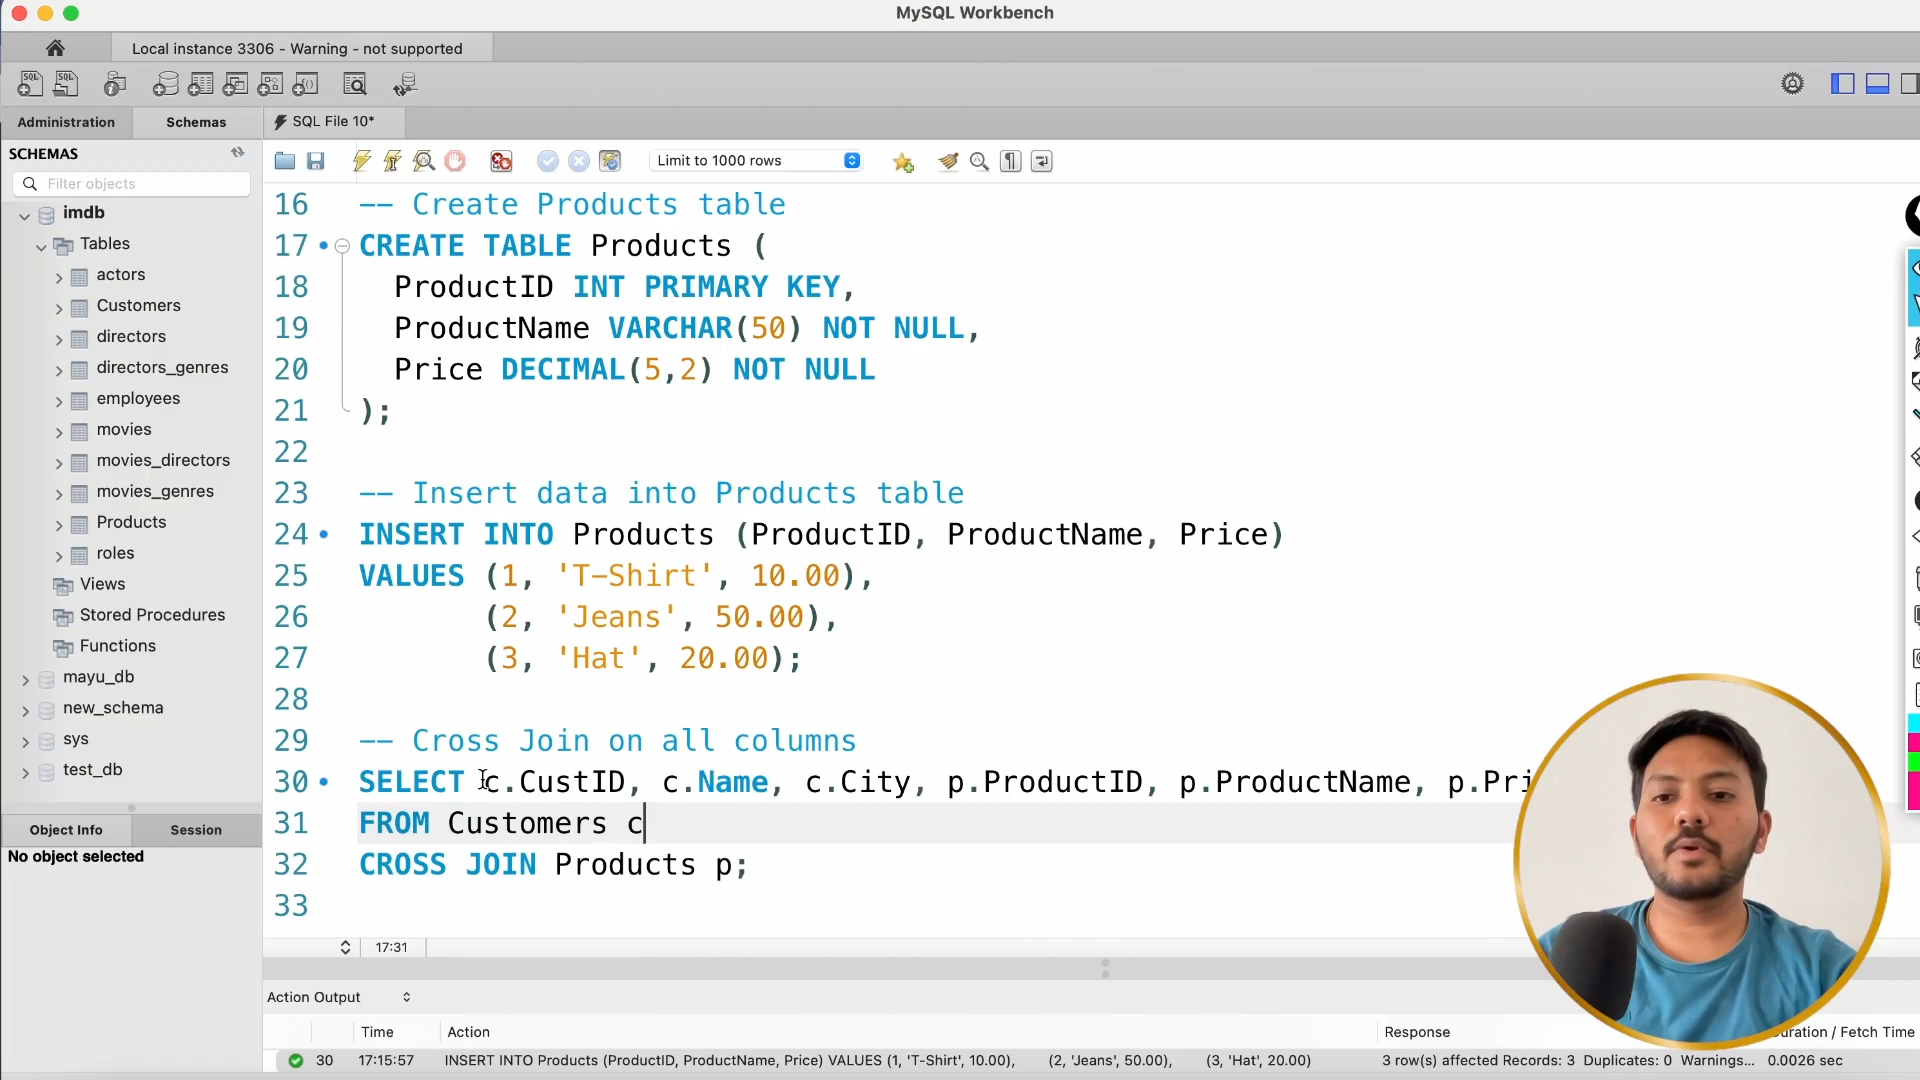 MySQL Workbench
Local instance 3306 - Warning - not supported
SQL
SQL
Administration
Schemas
SQL File 10*
SCHEMAS
Filter objects
Limit to 1000 rows
imdb
Tables
actors
Customers
directors
directors_genres
employees
movies
movies_directors
movies_genres
Products
roles
Views
Stored Procedures
Functions
mayu_db
new_schema
sys
test_db
Object Info
Session
No object selected
16 -- Create Products table
17 CREATE TABLE Products (
18 ProductID INT PRIMARY KEY,
19 ProductName VARCHAR(50) NOT NULL,
20 Price DECIMAL(5,2) NOT NULL
21 );
22
23 -- Insert data into Products table
24 INSERT INTO Products (ProductID, ProductName, Price)
25 VALUES (1, 'T-Shirt', 10.00),
26 (2, 'Jeans', 50.00),
27 (3, 'Hat', 20.00);
28
29 -- Cross Join on all columns
30 SELECT c.CustID, c.Name, c.City, p.ProductID, p.ProductName, p.Pri
31 FROM Customers c
32 CROSS JOIN Products p;
33
17:31
Action Output
Time Action Response Duration / Fetch Time
30 17:15:57 INSERT INTO Products (ProductID, ProductName, Price) VALUES (1, 'T-Shirt', 10.00), (2, 'Jeans', 50.00), (3, 'Hat', 20.00) 3 row(s) affected Records: 3 Duplicates: 0 Warnings... 0.0026 sec